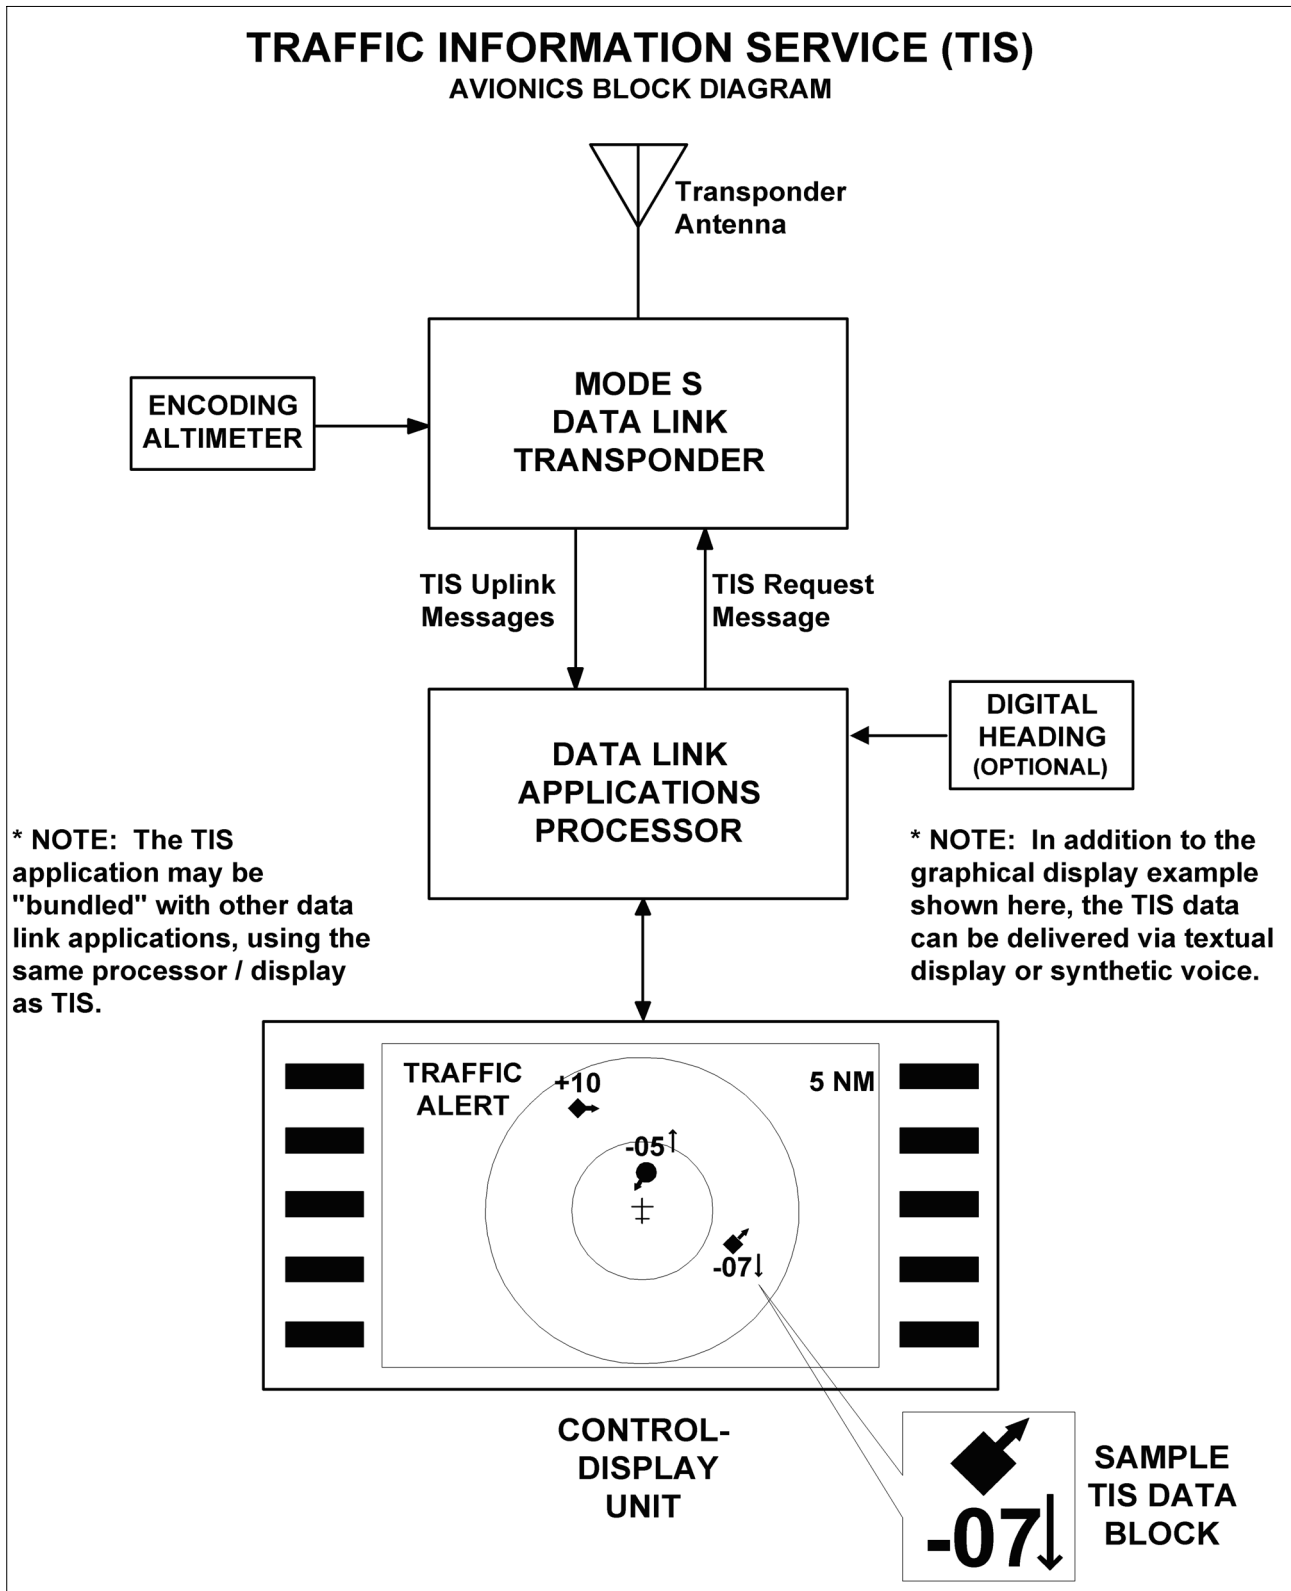 TRAFFIC INFORMATION SERVICE (TIS)
AVIONICS BLOCK DIAGRAM
Transponder
Antenna
MODE S
DATA LINK
TRANSPONDER
ENCODING
ALTIMETER
TIS Uplink
Messages
TIS Request
Message
DATA LINK
APPLICATIONS
PROCESSOR
DIGITAL
HEADING
(OPTIONAL)
* NOTE:  The TIS
application may be
"bundled" with other data
link applications, using the
same processor / display
as TIS.
* NOTE:  In addition to the
graphical display example
shown here, the TIS data
can be delivered via textual
display or synthetic voice.
TRAFFIC
ALERT
+10
5 NM
-05↑
-07↓
CONTROL-
DISPLAY
UNIT
-07↓
SAMPLE
TIS DATA
BLOCK